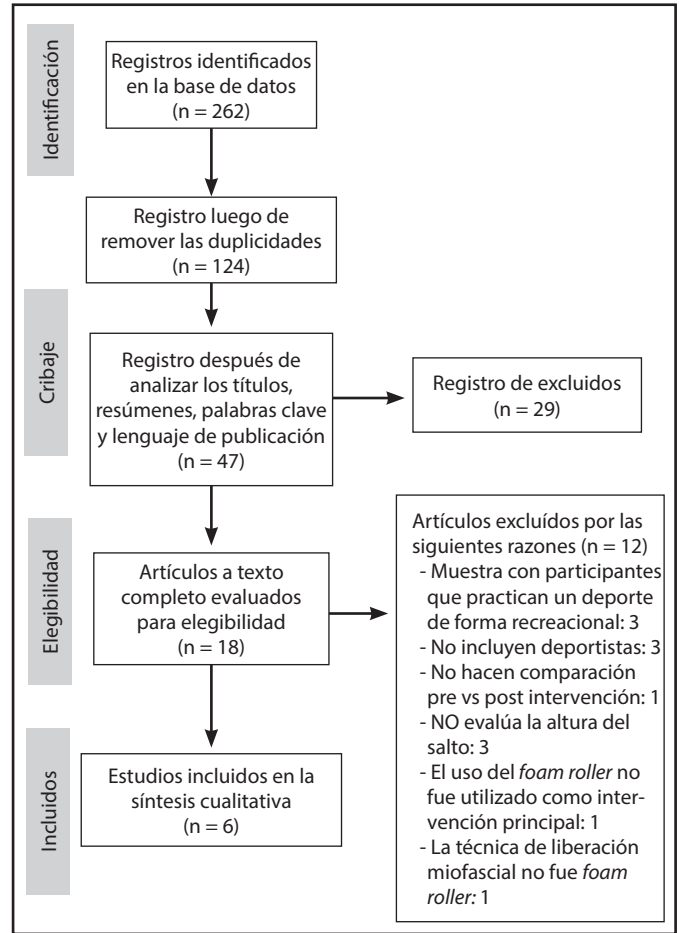 Identificación
Registros identificados
en la base de datos
(n = 262)
Registro luego de
remover las duplicidades
(n = 124)
Cribaje
Registro después de
analizar los títulos,
resúmenes, palabras clave
y lenguaje de publicación
(n = 47)
Registro de excluidos
(n = 29)
Elegibilidad
Artículos a texto
completo evaluados
para elegibilidad
(n = 18)
Artículos excluídos por las
siguientes razones (n = 12)
- Muestra con participantes
que practican un deporte
de forma recreacional: 3
- No incluyen deportistas: 3
- No hacen comparación
pre vs post intervención: 1
- NO evalúa la altura del
salto: 3
- El uso del foam roller no
fue utilizado como inter-
vención principal: 1
- La técnica de liberación
miofascial no fue foam
roller: 1
Incluidos
Estudios incluidos en la
síntesis cualitativa
(n = 6)